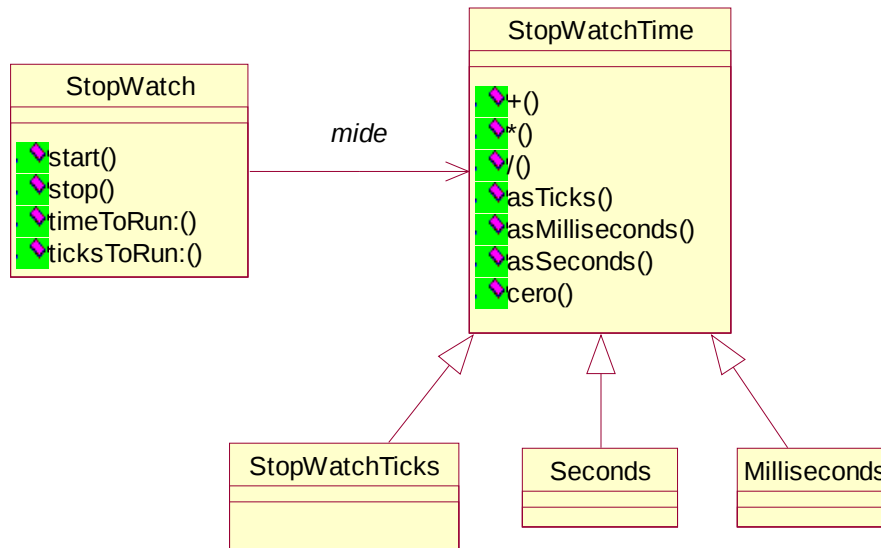 StopWatch
start()
stop()
timeToRun:()
ticksToRun:()
mide
StopWatchTime
+()
*()
/()
asTicks()
asMilliseconds()
asSeconds()
cero()
StopWatchTicks
Seconds
Milliseconds